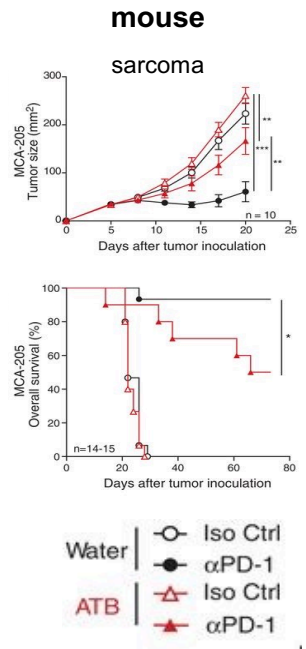 mouse
sarcoma
MCA-205
Tumor size (mm²)
300
200
100
0
**
***
**
n = 10
0 5 10 15 20 25
Days after tumor inoculation
MCA-205
Overall survival (%)
100
80
60
40
20
0
*
n=14-15
0 20 40 60 80
Days after tumor inoculation
Water
Iso Ctrl
αPD-1
ATB
Iso Ctrl
αPD-1